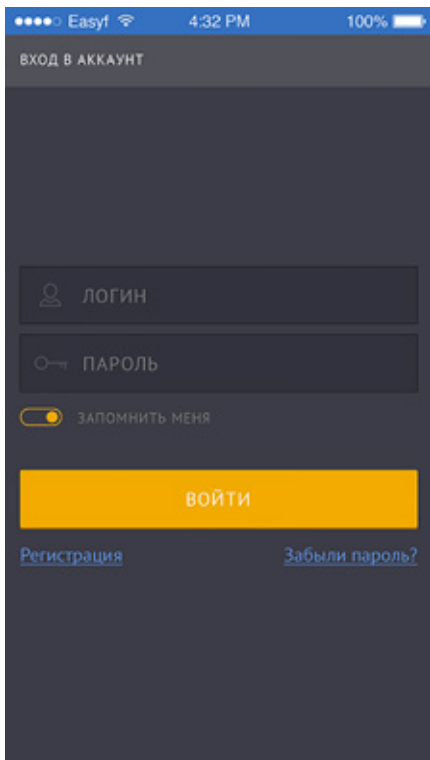 Easyf 4:32 PM 100%
ВХОД В АККАУНТ
ЛОГИН
ПАРОЛЬ
ЗАПОМНИТЬ МЕНЯ
ВОЙТИ
Регистрация Забыли пароль?